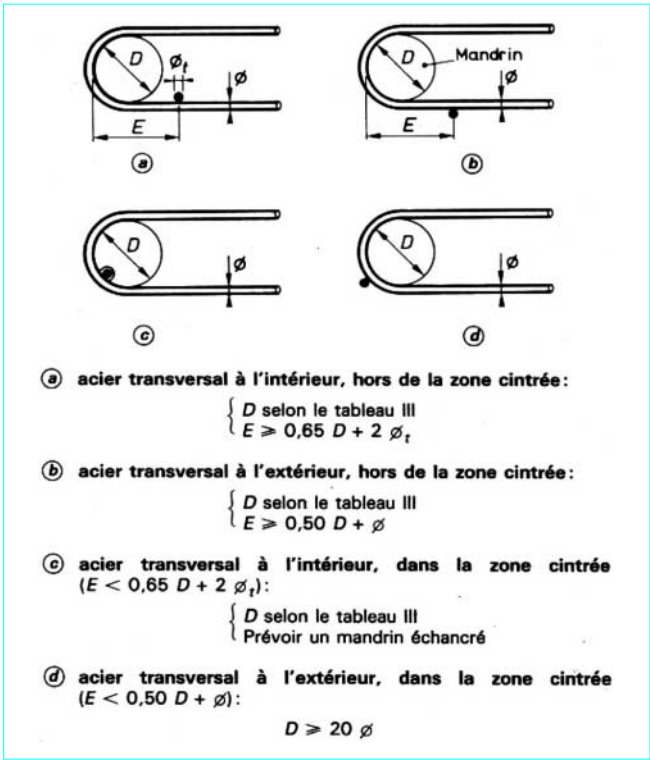 D
Øt
Ø
E
a
D
Mandrin
Ø
E
b
D
Ø
c
D
Ø
d
a acier transversal à l'intérieur, hors de la zone cintrée:
D selon le tableau III
E ⩾ 0,65 D + 2 Øt
b acier transversal à l'extérieur, hors de la zone cintrée:
D selon le tableau III
E ⩾ 0,50 D + Ø
c acier transversal à l'intérieur, dans la zone cintrée
(E < 0,65 D + 2 Øt):
D selon le tableau III
Prévoir un mandrin échancré
d acier transversal à l'extérieur, dans la zone cintrée
(E < 0,50 D + Ø):
D ⩾ 20 Ø